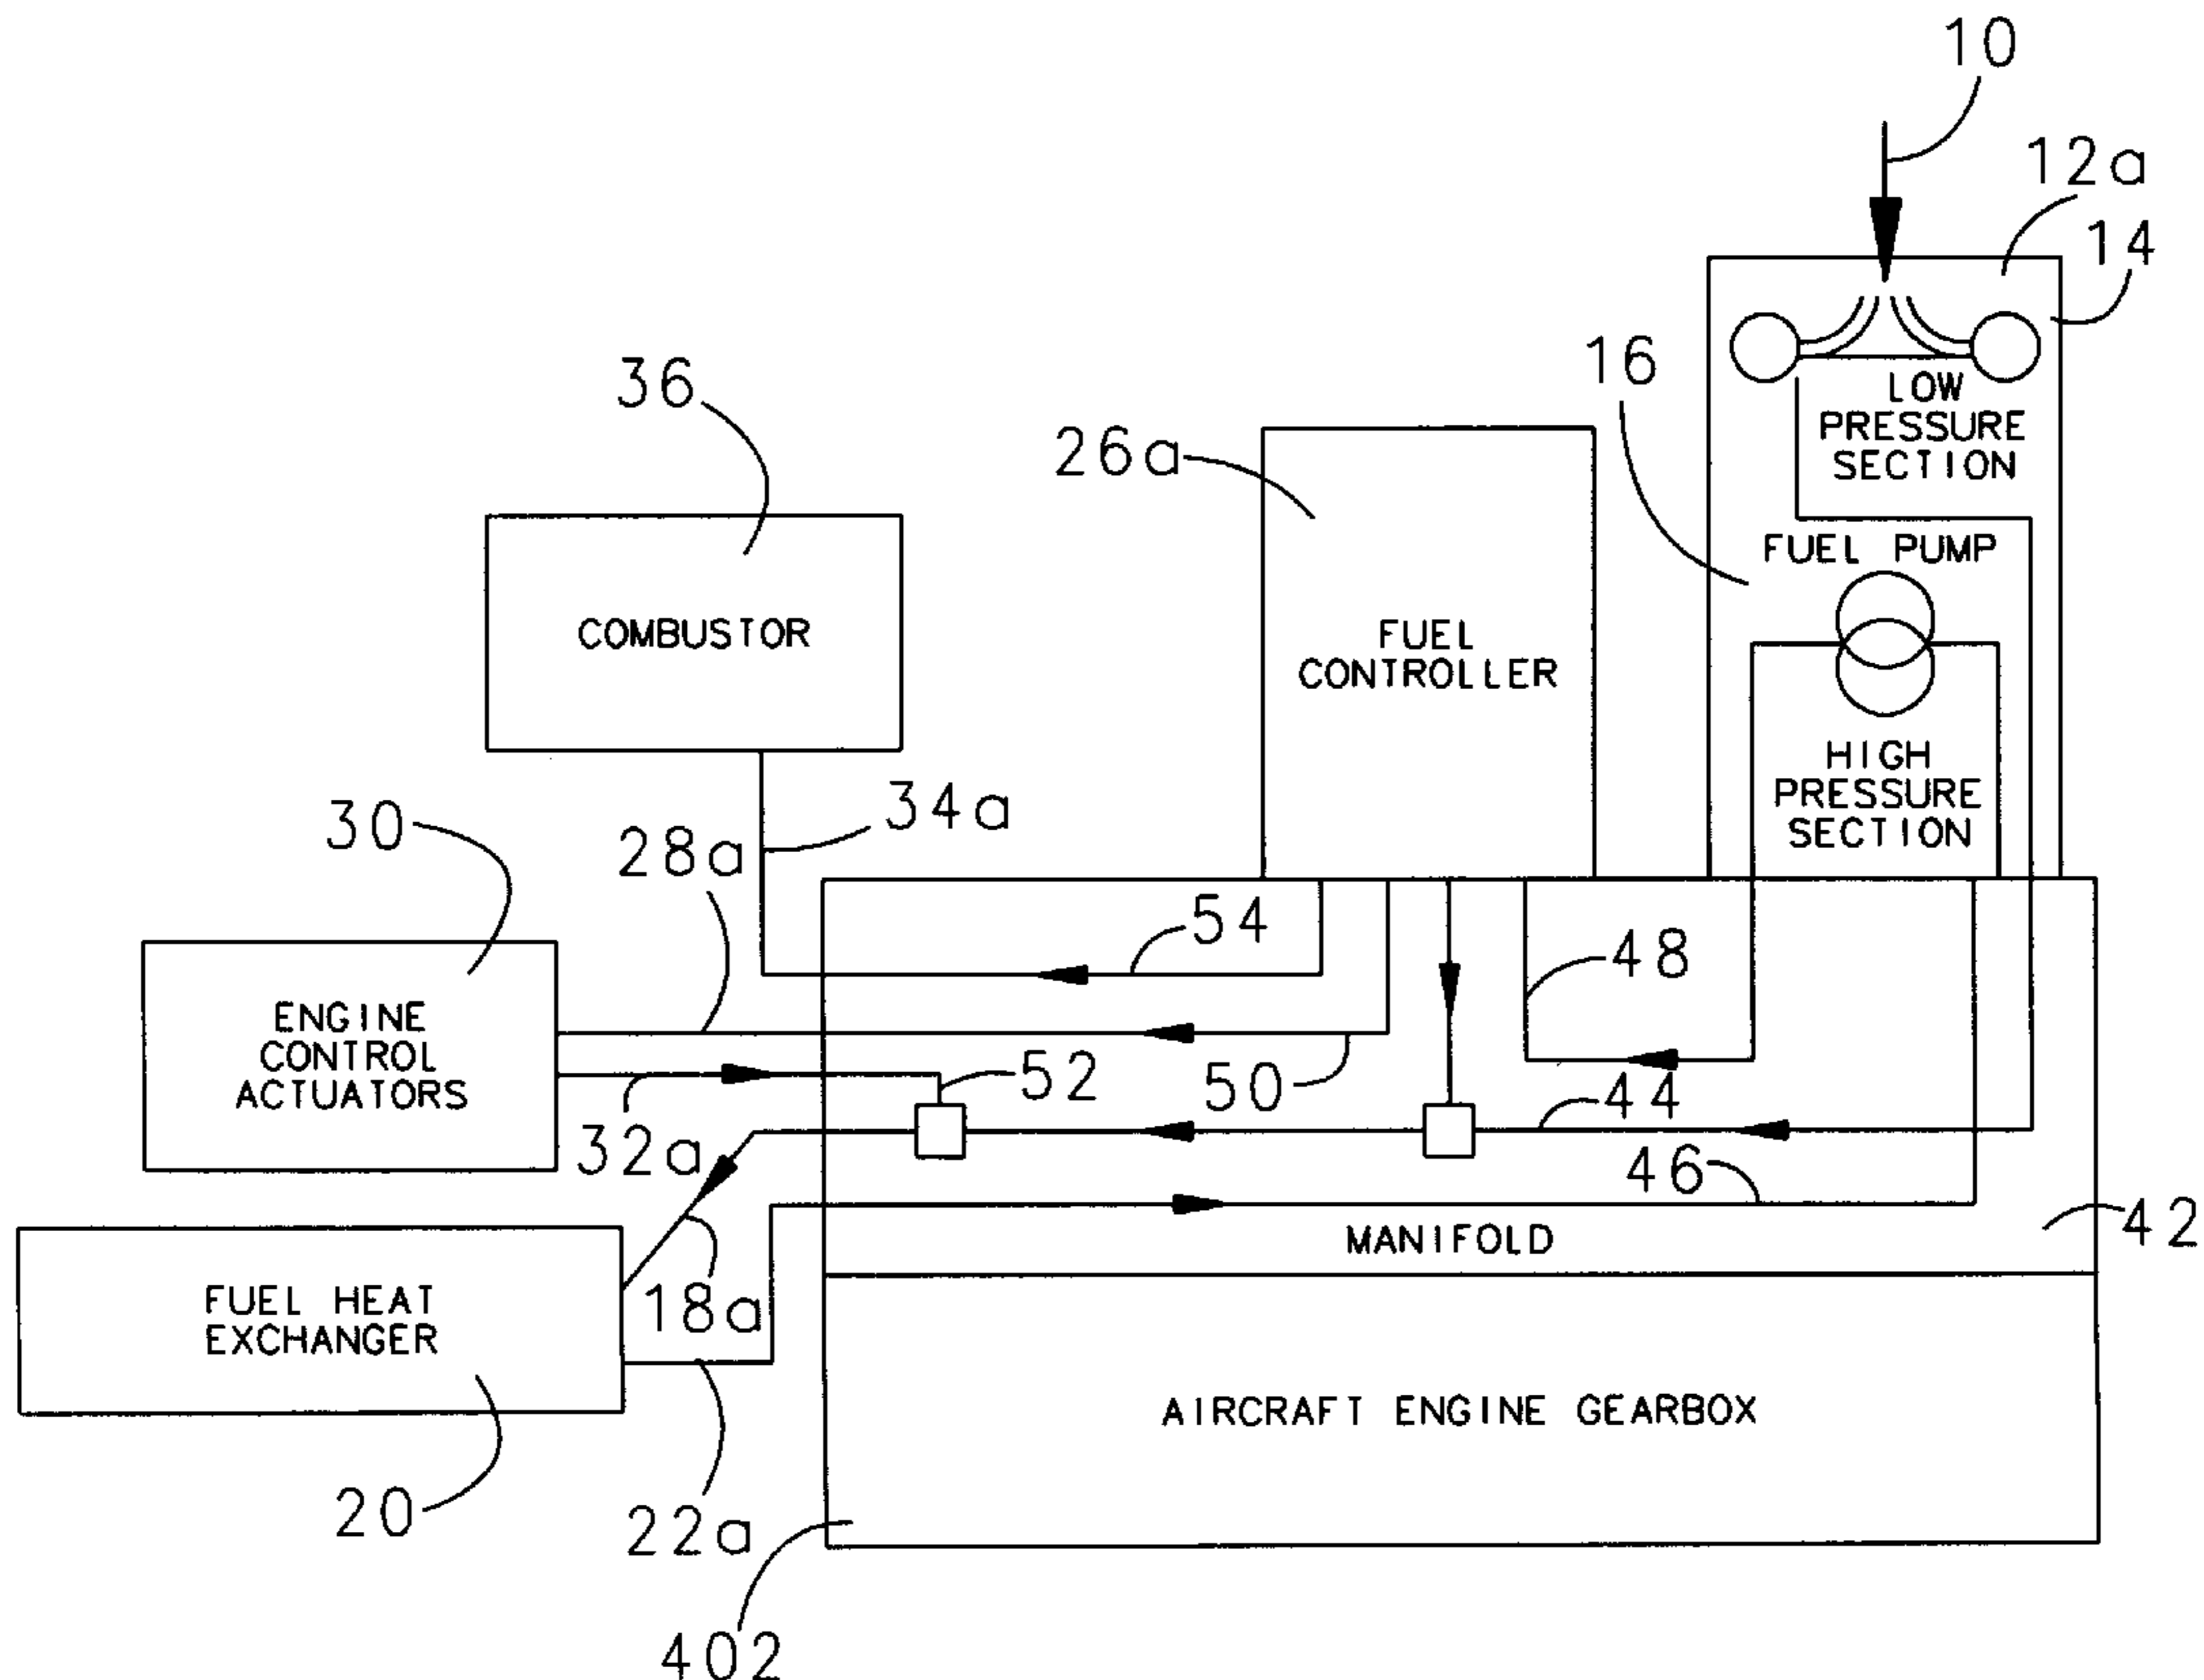 10
12a
14
LOW
PRESSURE
SECTION
16
36
26a
FUEL PUMP
COMBUSTOR
FUEL
CONTROLLER
HIGH
PRESSURE
SECTION
34a
30
28a
54
48
ENGINE
CONTROL
ACTUATORS
52
50
44
32a
46
42
MANIFOLD
18a
FUEL HEAT
EXCHANGER
AIRCRAFT ENGINE GEARBOX
20
22a
402